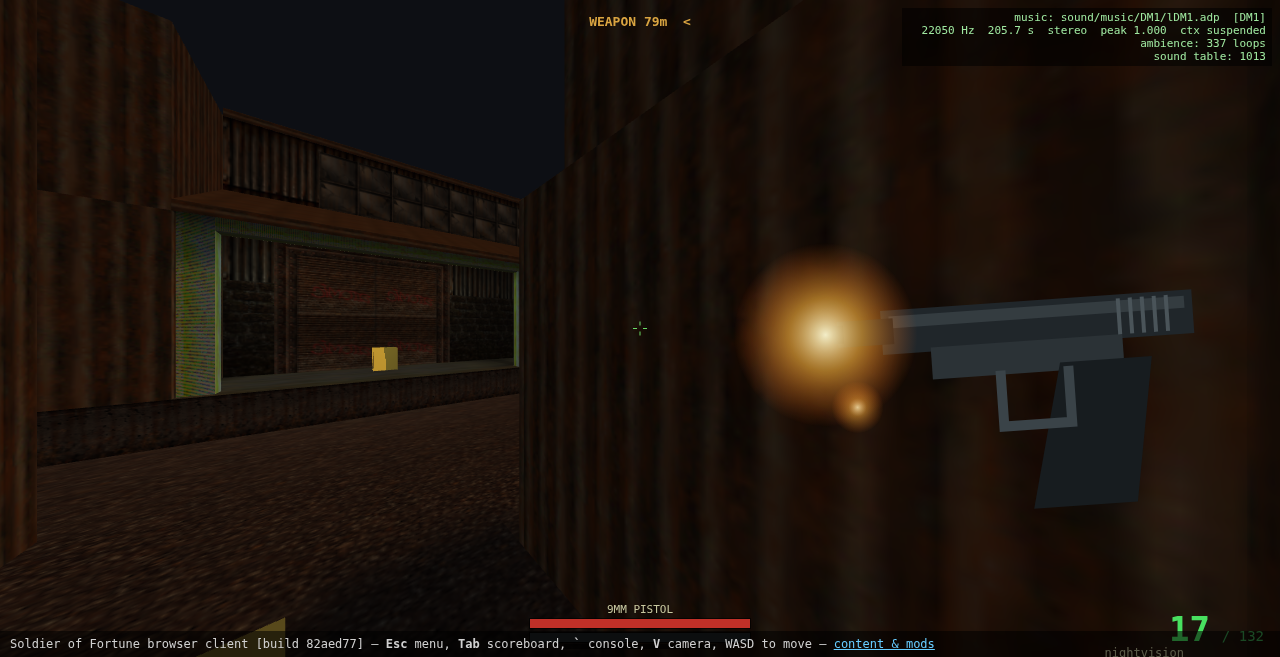 WEAPON 79m <
music: sound/music/DM1/lDM1.adp [DM1]
22050 Hz 205.7 s stereo peak 1.000 ctx suspended
ambience: 337 loops
sound table: 1013
9MM PISTOL
17 / 132
Soldier of Fortune browser client [build 82aed77] — Esc menu, Tab scoreboard, ` console, V camera, WASD to move — content & mods
nightvision